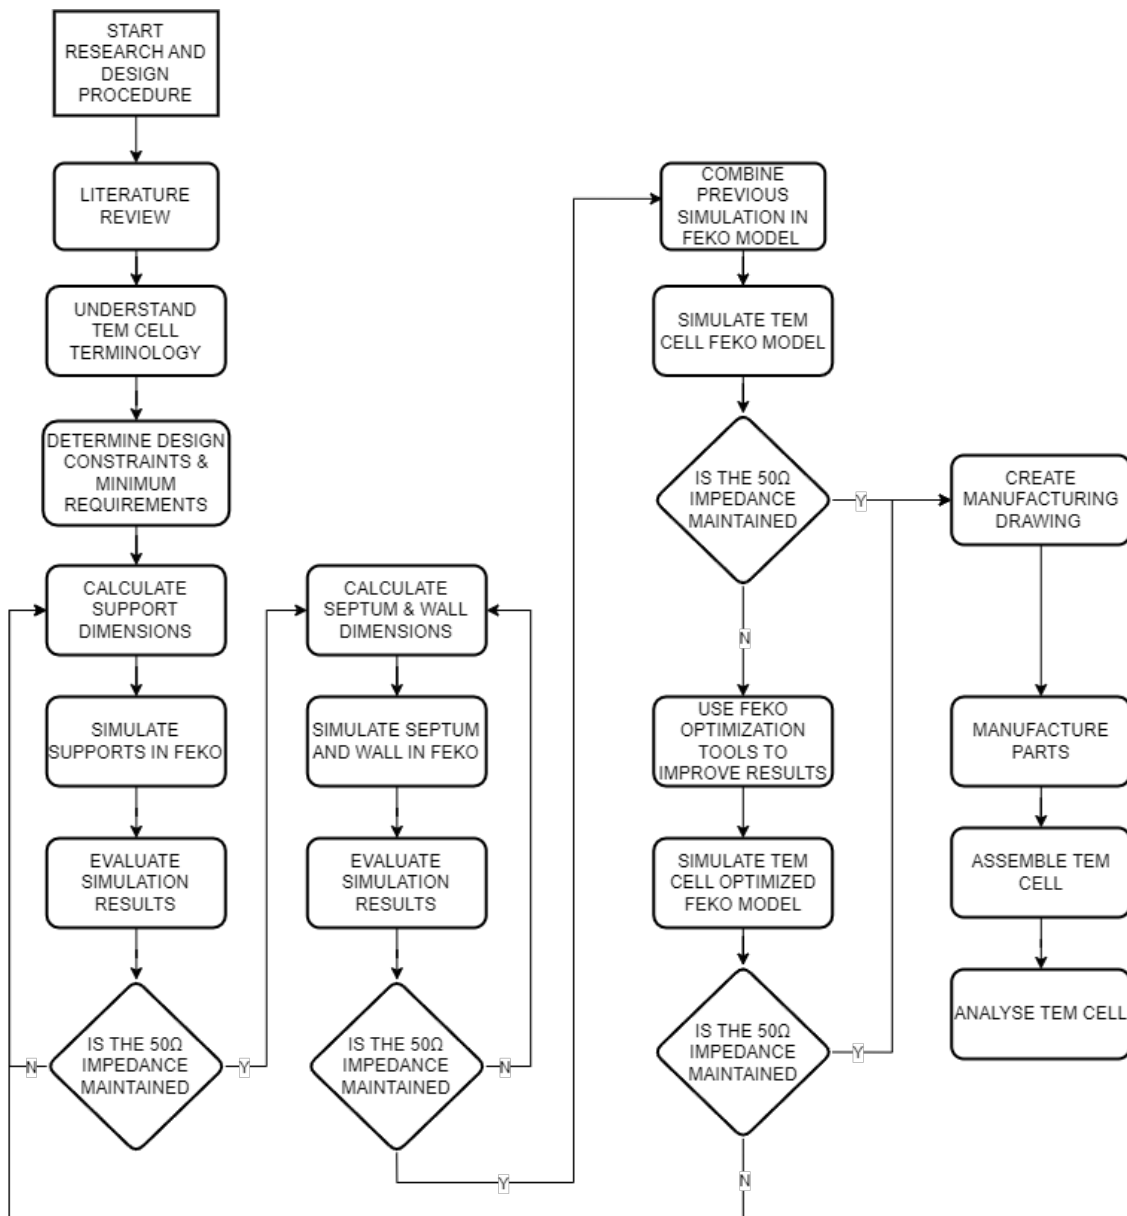 START
RESEARCH AND
DESIGN
PROCEDURE
LITERATURE
REVIEW
UNDERSTAND
TEM CELL
TERMINOLOGY
DETERMINE DESIGN
CONSTRAINTS &
MINIMUM
REQUIREMENTS
CALCULATE
SUPPORT
DIMENSIONS
SIMULATE
SUPPORTS IN FEKO
EVALUATE
SIMULATION
RESULTS
IS THE 50Ω
IMPEDANCE
MAINTAINED
N
Y
CALCULATE
SEPTUM & WALL
DIMENSIONS
SIMULATE SEPTUM
AND WALL IN FEKO
EVALUATE
SIMULATION
RESULTS
IS THE 50Ω
IMPEDANCE
MAINTAINED
N
Y
COMBINE
PREVIOUS
SIMULATION IN
FEKO MODEL
SIMULATE TEM
CELL FEKO MODEL
IS THE 50Ω
IMPEDANCE
MAINTAINED
Y
N
USE FEKO
OPTIMIZATION
TOOLS TO
IMPROVE RESULTS
SIMULATE TEM
CELL OPTIMIZED
FEKO MODEL
IS THE 50Ω
IMPEDANCE
MAINTAINED
Y
N
CREATE
MANUFACTURING
DRAWING
MANUFACTURE
PARTS
ASSEMBLE TEM
CELL
ANALYSE TEM CELL